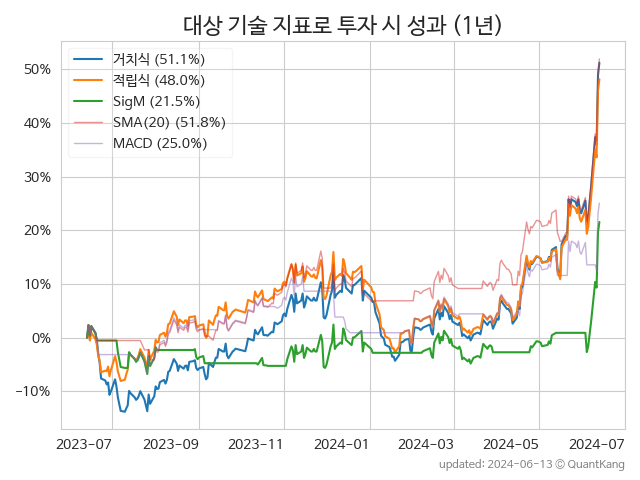 대상 기술 지표로 투자 시 성과 (1년)
거치식 (51.1%)
적립식 (48.0%)
SigM (21.5%)
SMA(20) (51.8%)
MACD (25.0%)
50%
40%
30%
20%
10%
0%
−10%
2023-07
2023-09
2023-11
2024-01
2024-03
2024-05
2024-07
updated: 2024-06-13 © QuantKang